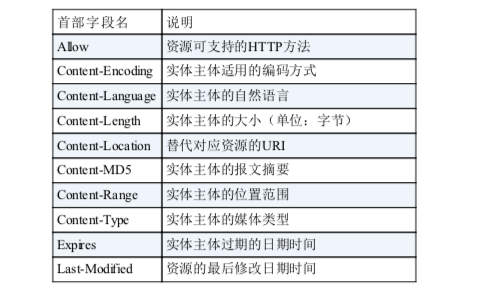 首部字段名 说明
Allow 资源可支持的HTTP方法
Content-Encoding 实体主体适用的编码方式
Content-Language 实体主体的自然语言
Content-Length 实体主体的大小（单位：字节）
Content-Location 替代对应资源的URI
Content-MD5 实体主体的报文摘要
Content-Range 实体主体的位置范围
Content-Type 实体主体的媒体类型
Expires 实体主体过期的日期时间
Last-Modified 资源的最后修改日期时间